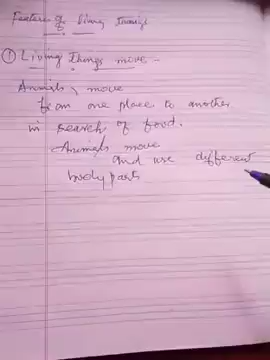 Features of living things
① Living Things move -
Animals, move
from one place to another
in search of food.
Animals move
and use different
body parts